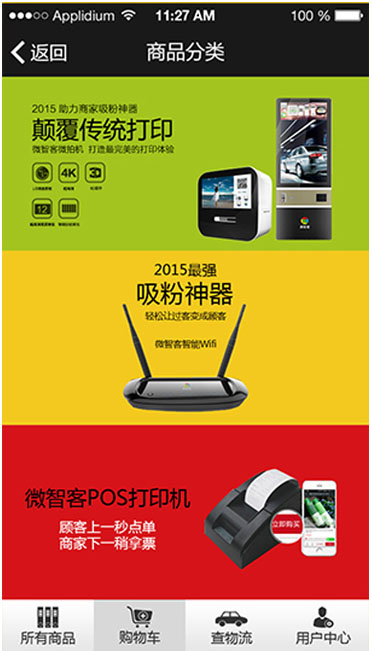 Applidium
11:27 AM
100 %
返回
商品分类
2015 助力商家吸粉神器
颠覆传统打印
微智客微拍机 打造最完美的打印体验
4K
3D
12
2015最强
吸粉神器
轻松让过客变成顾客
微智客智能Wifi
微智客POS打印机
顾客上一秒点单
商家下一稍拿票
立即购买
所有商品
购物车
查物流
用户中心